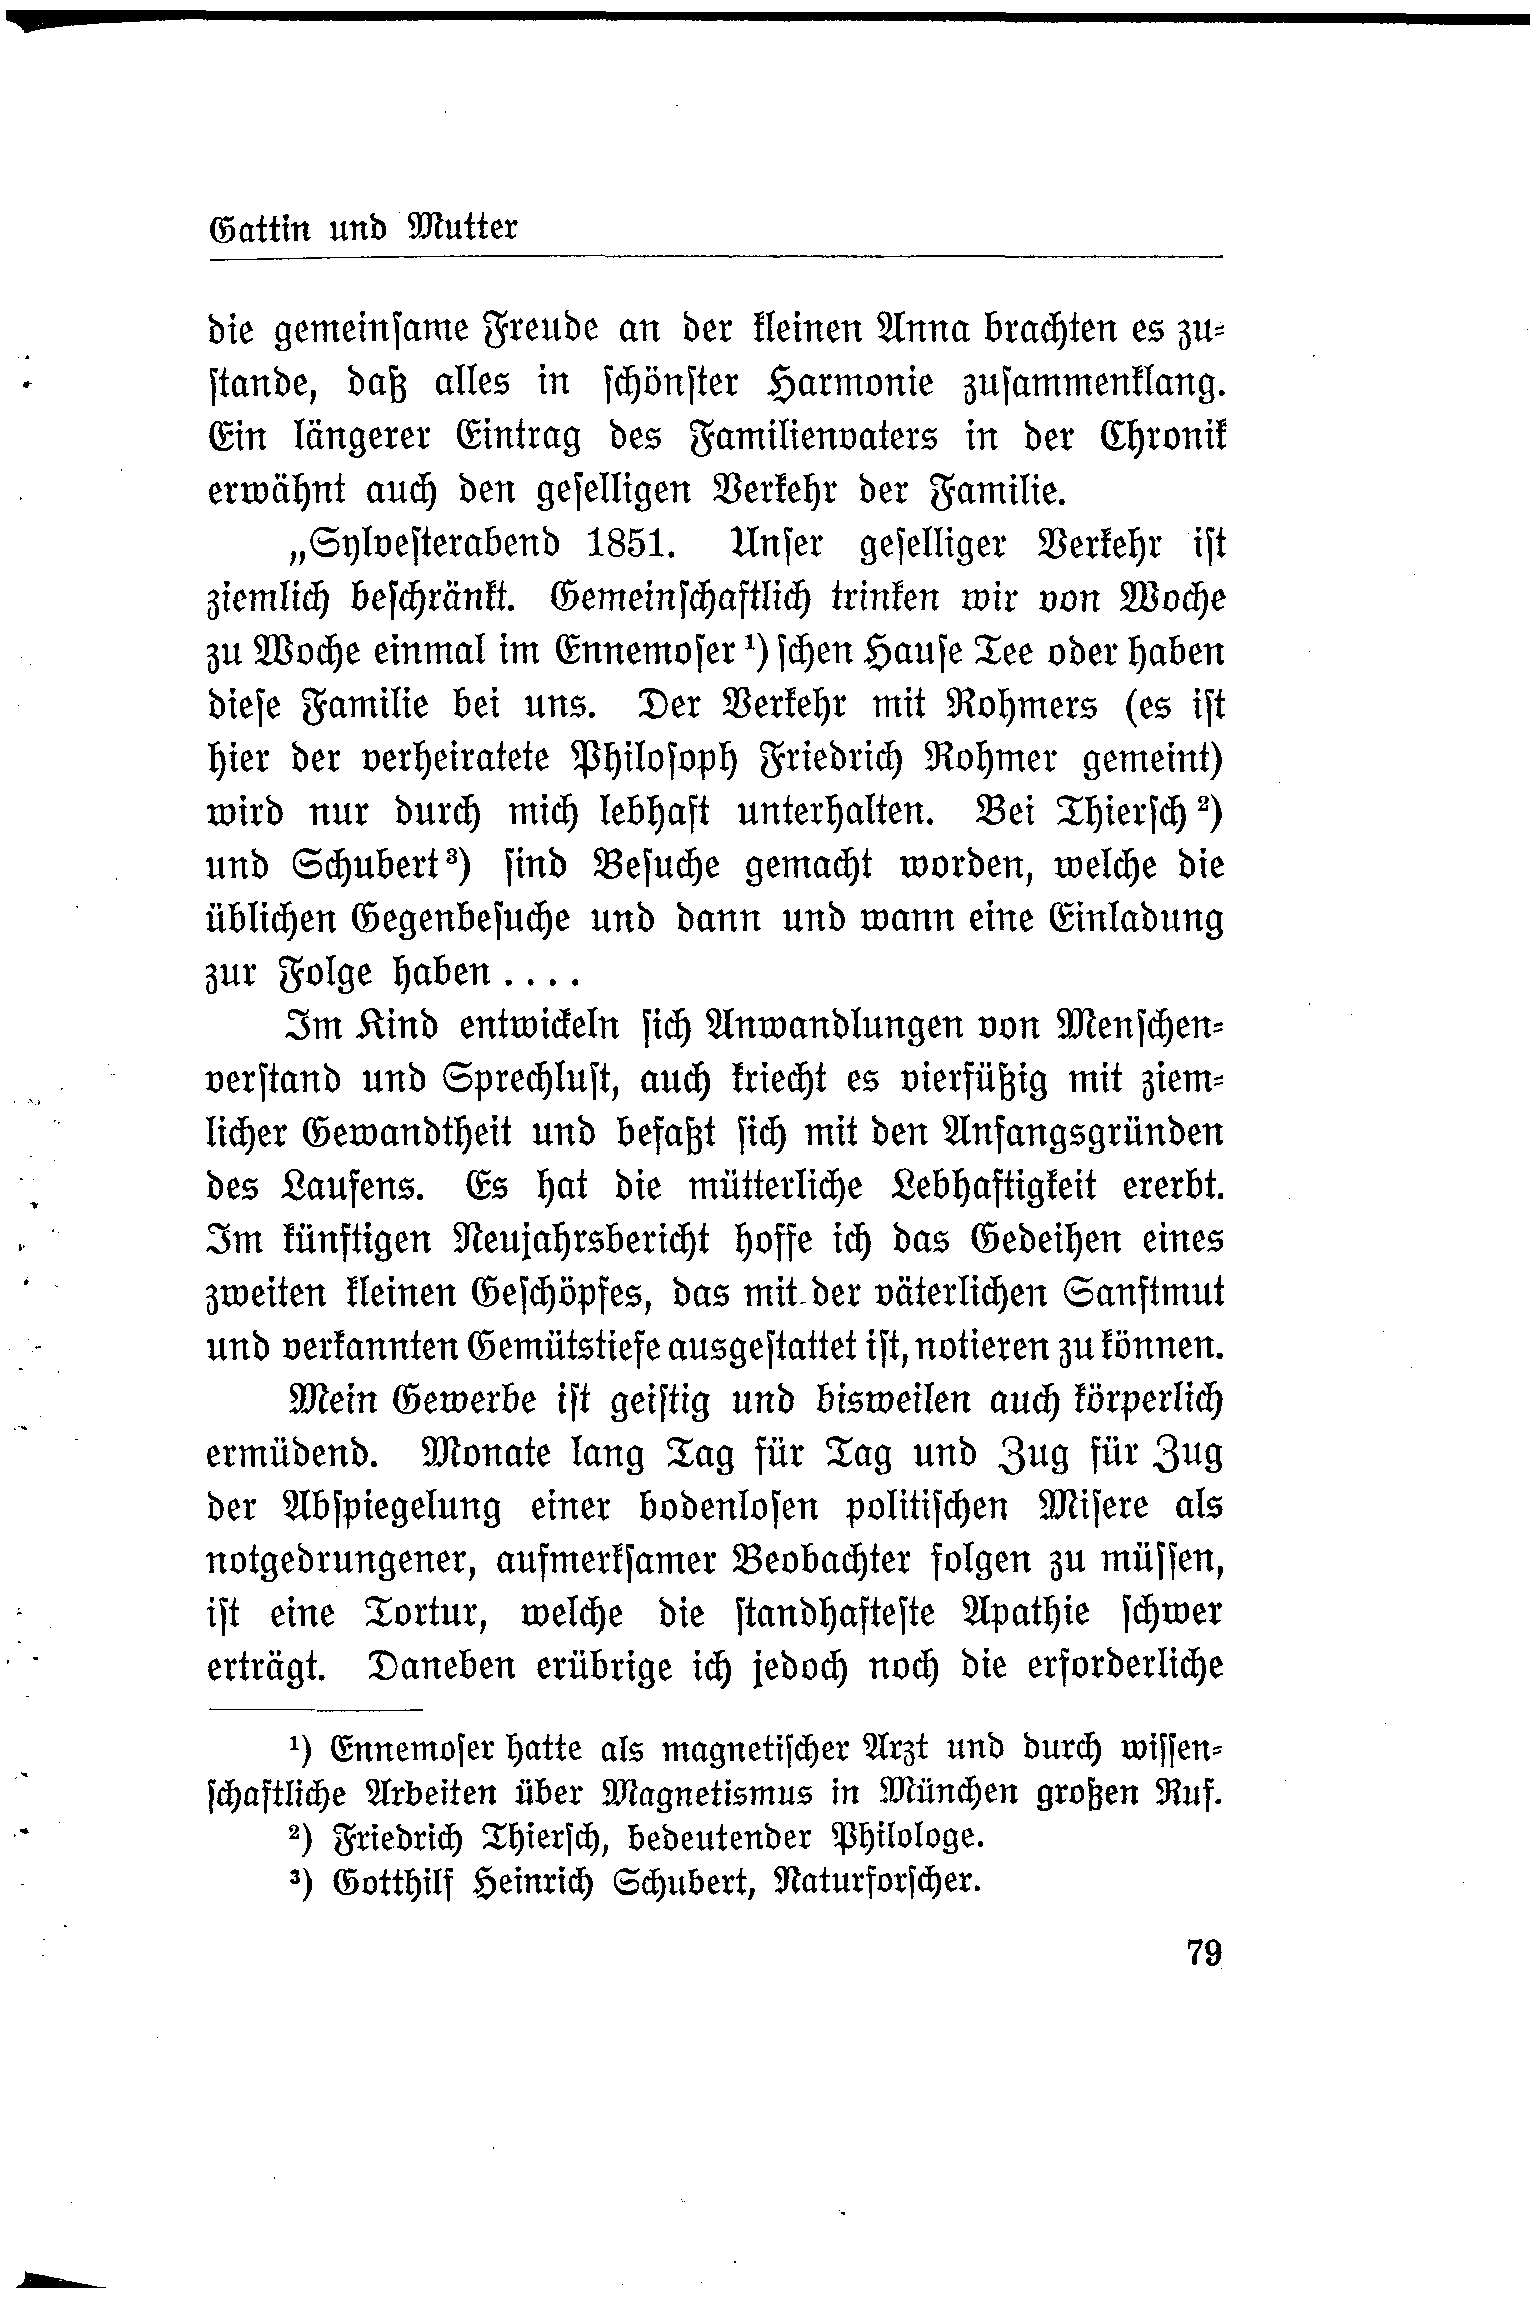 Gattin und Mutter
die gemeinsame Freude an der kleinen Anna brachten es zu-
stande, daß alles in schönster Harmonie zusammenklang.
Ein längerer Eintrag des Familienvaters in der Chronik
erwähnt auch den geselligen Verkehr der Familie.
„Sylvesterabend 1851. Unser geselliger Verkehr ist
ziemlich beschränkt. Gemeinschaftlich trinken wir von Woche
zu Woche einmal im Ennemoser¹) schen Hause Tee oder haben
diese Familie bei uns. Der Verkehr mit Rohmers (es ist
hier der verheiratete Philosoph Friedrich Rohmer gemeint)
wird nur durch mich lebhaft unterhalten. Bei Thiersch²)
und Schubert³) sind Besuche gemacht worden, welche die
üblichen Gegenbesuche und dann und wann eine Einladung
zur Folge haben . . . .
Im Kind entwickeln sich Anwandlungen von Menschen-
verstand und Sprechlust, auch kriecht es vierfüßig mit ziem-
licher Gewandtheit und befaßt sich mit den Anfangsgründen
des Laufens. Es hat die mütterliche Lebhaftigkeit ererbt.
Im künftigen Neujahrsbericht hoffe ich das Gedeihen eines
zweiten kleinen Geschöpfes, das mit der väterlichen Sanftmut
und verkannten Gemütstiefe ausgestattet ist, notieren zu können.
Mein Gewerbe ist geistig und bisweilen auch körperlich
ermüdend. Monate lang Tag für Tag und Zug für Zug
der Abspiegelung einer bodenlosen politischen Misere als
notgedrungener, aufmerksamer Beobachter folgen zu müssen,
ist eine Tortur, welche die standhafteste Apathie schwer
erträgt. Daneben erübrige ich jedoch noch die erforderliche
¹) Ennemoser hatte als magnetischer Arzt und durch wissen-
schaftliche Arbeiten über Magnetismus in München großen Ruf.
²) Friedrich Thiersch, bedeutender Philologe.
³) Gotthilf Heinrich Schubert, Naturforscher.
79